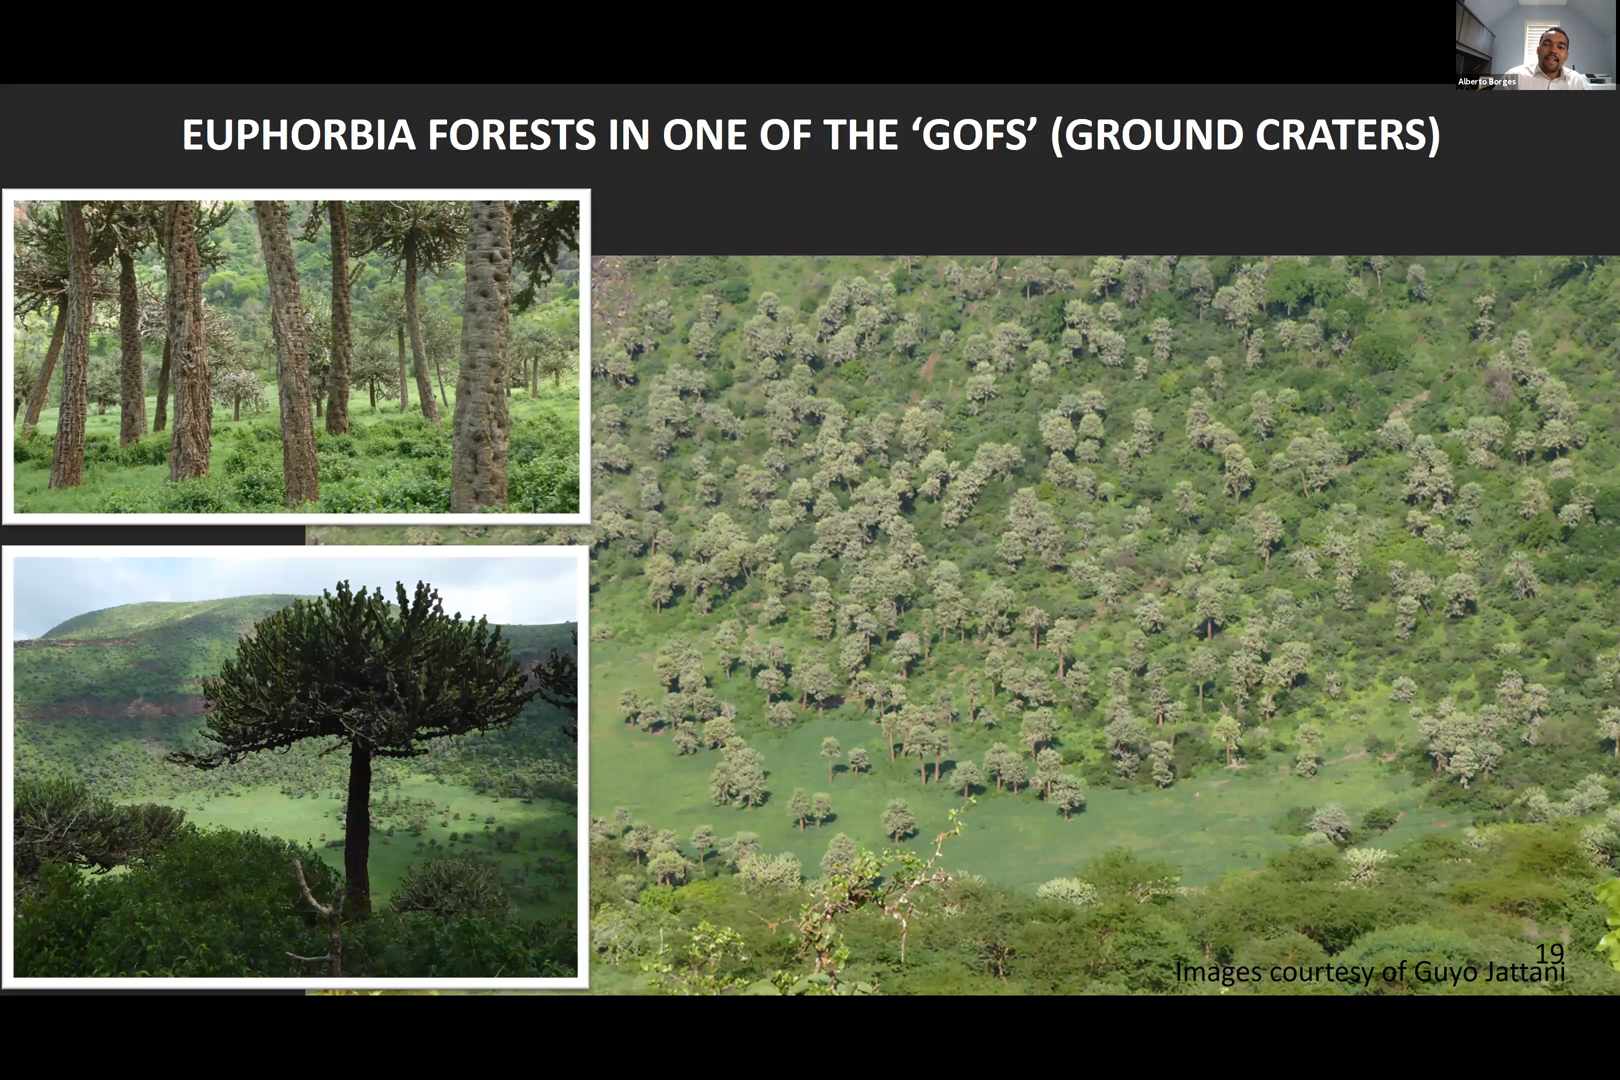 Alberto Borges
EUPHORBIA FORESTS IN ONE OF THE ‘GOFS’ (GROUND CRATERS)
19
Images courtesy of Guyo Jattani